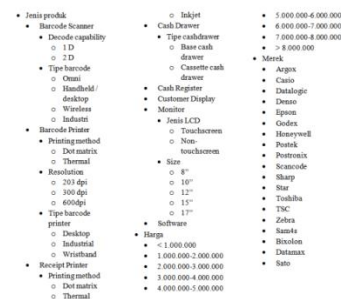 • Jenis produk
• Barcode Scanner
• Decode capability
○ 1 D
○ 2 D
• Tipe barcode
○ Omni
○ Handheld /
desktop
○ Wireless
○ Industri
• Barcode Printer
• Printing method
○ Dot matrix
○ Thermal
• Resolution
○ 203 dpi
○ 300 dpi
○ 600dpi
• Tipe barcode
printer
○ Desktop
○ Industrial
○ Wristband
• Receipt Printer
• Printing method
○ Dot matrix
○ Thermal
○ Inkjet
• Cash Drawer
• Tipe cashdrawer
○ Base cash
drawer
○ Cassette cash
drawer
• Cash Register
• Customer Display
• Monitor
• Jenis LCD
○ Touchscreen
○ Non-
touchscreen
• Size
○ 8"
○ 10"
○ 12"
○ 15"
○ 17"
• Software
• Harga
• < 1.000.000
• 1.000.000-2.000.000
• 2.000.000-3.000.000
• 3.000.000-4.000.000
• 4.000.000-5.000.000
• 5.000.000-6.000.000
• 6.000.000-7.000.000
• 7.000.000-8.000.000
• > 8.000.000
• Merek
• Argox
• Casio
• Datalogic
• Denso
• Epson
• Godex
• Honeywell
• Postek
• Postronix
• Scancode
• Sharp
• Star
• Toshiba
• TSC
• Zebra
• Sam4s
• Bixolon
• Datamax
• Sato